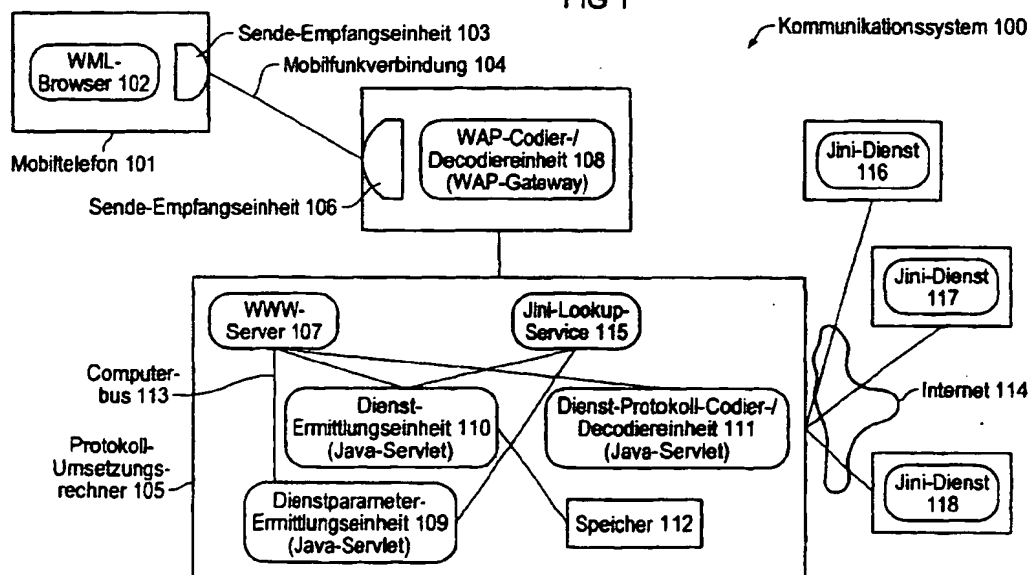 FIG 1
Kommunikationssystem 100
Sende-Empfangseinheit 103
WML-
Browser 102
Mobilfunkverbindung 104
Mobiltelefon 101
WAP-Codier-/
Decodiereinheit 108
(WAP-Gateway)
Sende-Empfangseinheit 106
Jini-Dienst
116
Jini-Dienst
117
WWW-
Server 107
Jini-Lookup-
Service 115
Computer-
bus 113
Internet 114
Dienst-
Ermittlungseinheit 110
(Java-Servlet)
Dienst-Protokoll-Codier-/
Decodiereinheit 111
(Java-Servlet)
Protokoll-
Umsetzungs-
rechner 105
Dienstparameter-
Ermittlungseinheit 109
(Java-Servlet)
Speicher 112
Jini-Dienst
118